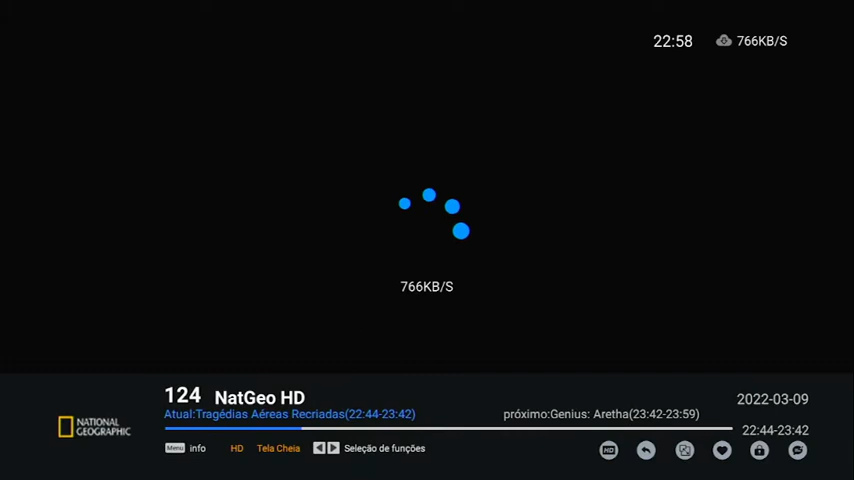 22:58 766KB/S
766KB/S
124 NatGeo HD
2022-03-09
Atual:Tragédias Aéreas Recriadas(22:44-23:42) próximo:Genius: Aretha(23:42-23:59)
NATIONAL
GEOGRAPHIC
22:44-23:42
Menu info HD Tela Cheia Seleção de funções HD